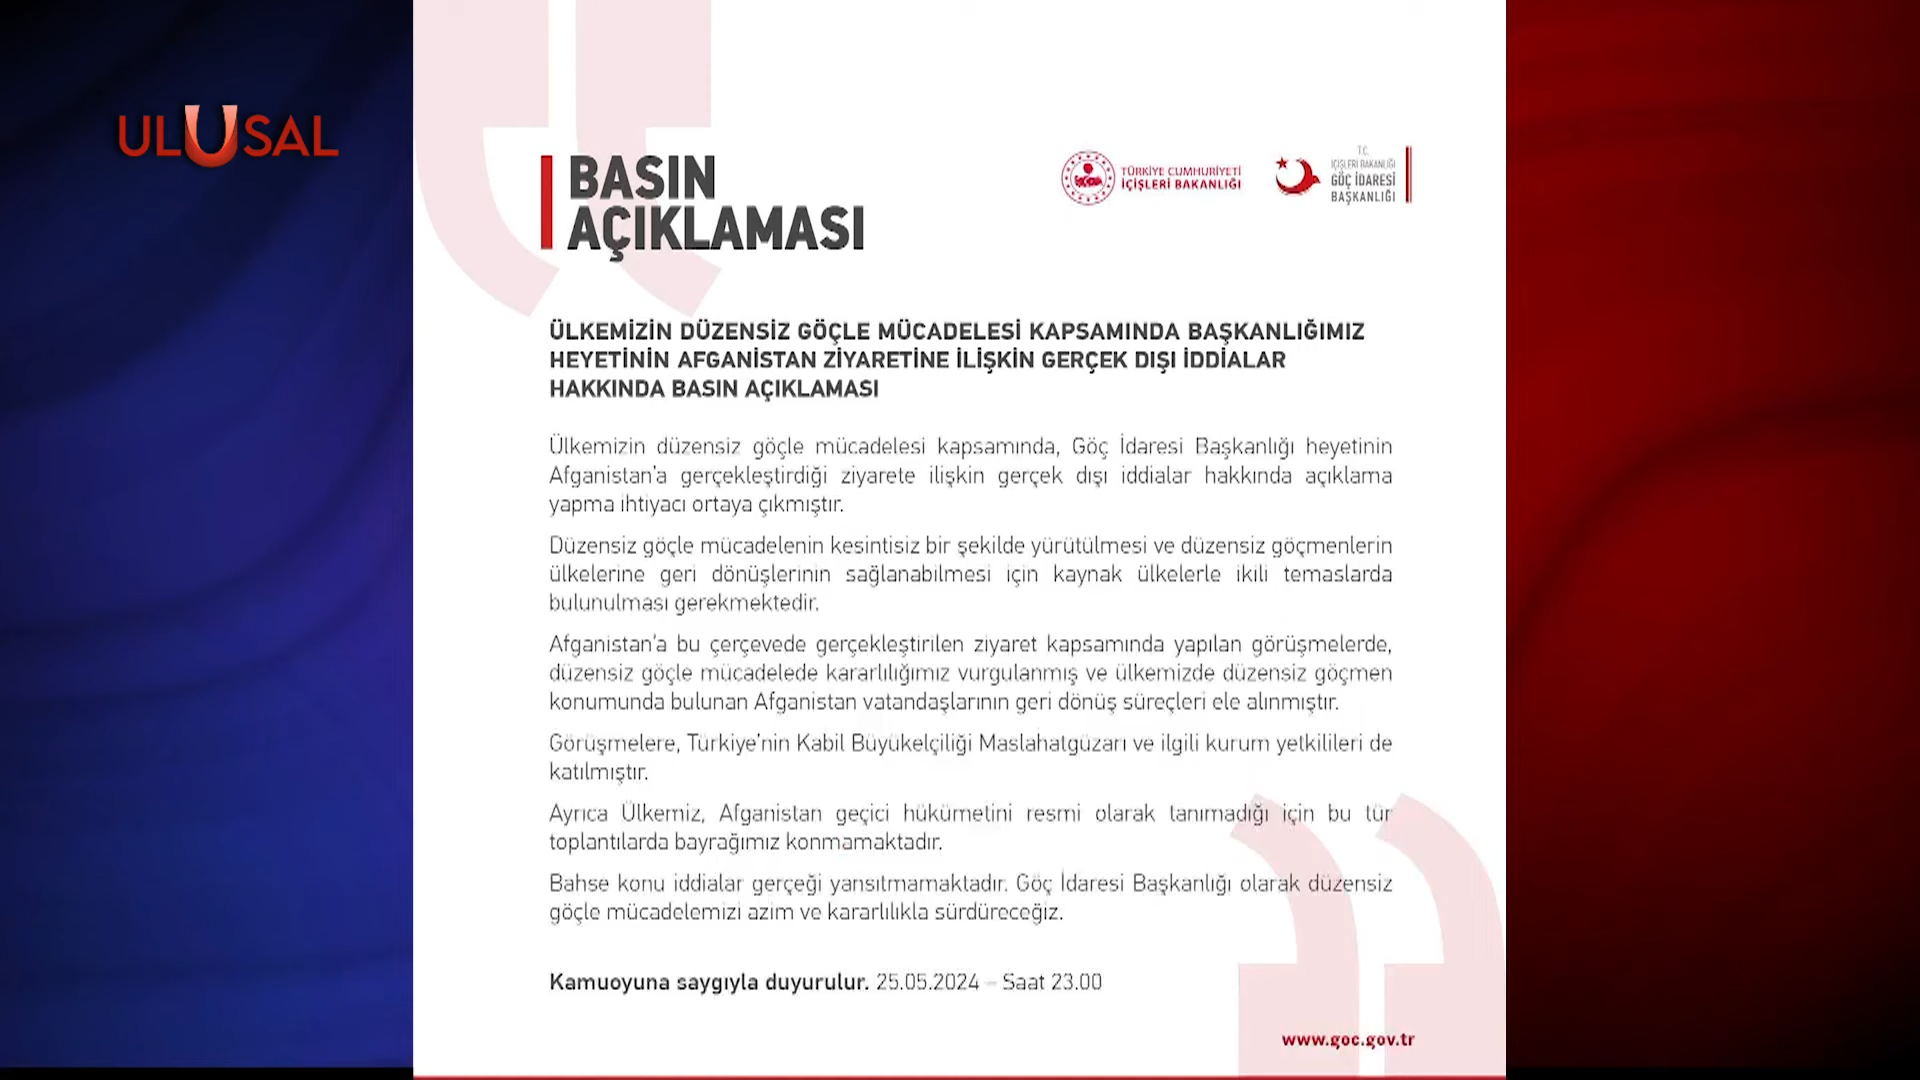 ULUSAL
BASIN
AÇIKLAMASI
TÜRKİYE CUMHURİYETİ
İÇİŞLERİ BAKANLIĞI
T.C.
İÇİŞLERİ BAKANLIĞI
GÖÇ İDARESİ
BAŞKANLIĞI
ÜLKEMİZİN DÜZENSİZ GÖÇLE MÜCADELESİ KAPSAMINDA BAŞKANLIĞIMIZ
HEYETİNİN AFGANİSTAN ZİYARETİNE İLİŞKİN GERÇEK DIŞI İDDİALAR
HAKKINDA BASIN AÇIKLAMASI
Ülkemizin düzensiz göçle mücadelesi kapsamında, Göç İdaresi Başkanlığı heyetinin
Afganistan'a gerçekleştirdiği ziyarete ilişkin gerçek dışı iddialar hakkında açıklama
yapma ihtiyacı ortaya çıkmıştır.
Düzensiz göçle mücadelenin kesintisiz bir şekilde yürütülmesi ve düzensiz göçmenlerin
ülkelerine geri dönüşlerinin sağlanabilmesi için kaynak ülkelerle ikili temaslarda
bulunulması gerekmektedir.
Afganistan'a bu çerçevede gerçekleştirilen ziyaret kapsamında yapılan görüşmelerde,
düzensiz göçle mücadelede kararlılığımız vurgulanmış ve ülkemizde düzensiz göçmen
konumunda bulunan Afganistan vatandaşlarının geri dönüş süreçleri ele alınmıştır.
Görüşmelere, Türkiye'nin Kabil Büyükelçiliği Maslahatgüzarı ve ilgili kurum yetkilileri de
katılmıştır.
Ayrıca Ülkemiz, Afganistan geçici hükümetini resmi olarak tanımadığı için bu tür
toplantılarda bayrağımız konmamaktadır.
Bahse konu iddialar gerçeği yansıtmamaktadır. Göç İdaresi Başkanlığı olarak düzensiz
göçle mücadelemizi azim ve kararlılıkla sürdüreceğiz.
Kamuoyuna saygıyla duyurulur. 25.05.2024 – Saat 23.00
www.goc.gov.tr